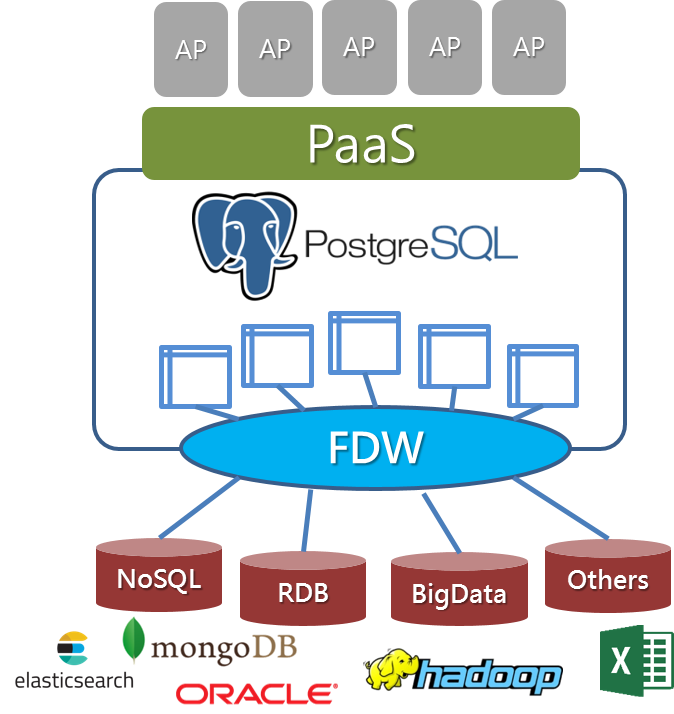 AP
AP
AP
AP
AP
PaaS
PostgreSQL
FDW
NoSQL
RDB
BigData
Others
elasticsearch
mongoDB
ORACLE®
hadoop
X